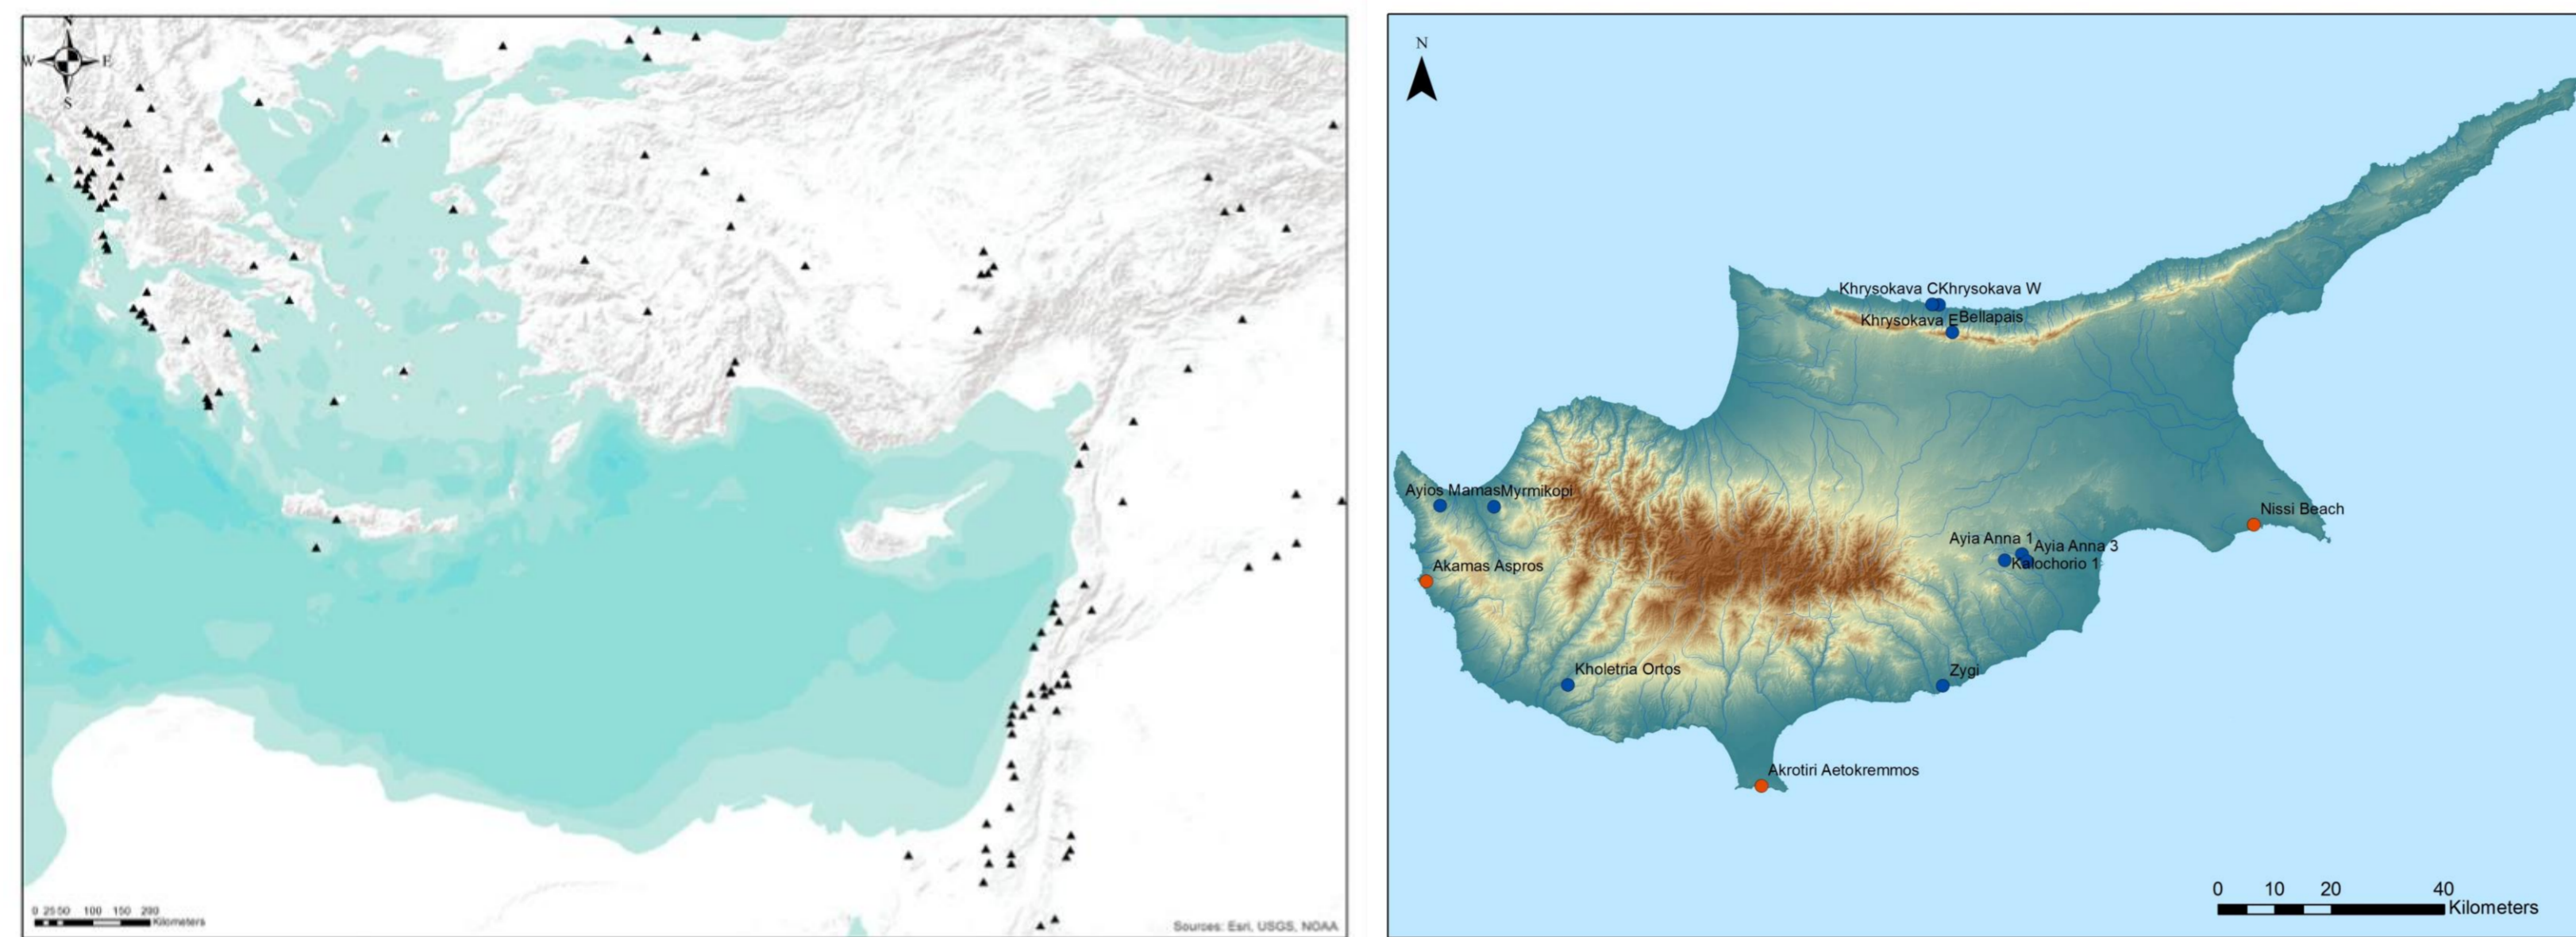 N
W E
S
0 25 50 100 150 200
Kilometers
Sources: Esri, USGS, NOAA
N
Khrysokava C Khrysokava W
Khrysokava E Bellapais
Ayios Mamas Myrmikopi
Nissi Beach
Ayia Anna 1 Ayia Anna 3
Kalochorio 1
Akamas Aspros
Kholetria Ortos
Zygi
Akrotiri Aetokremmos
0 10 20 40
Kilometers